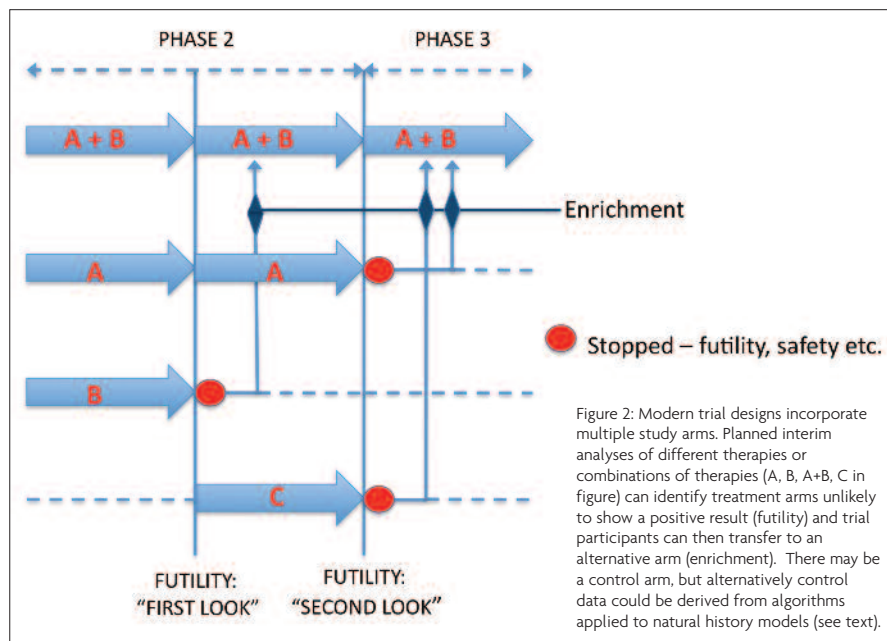 PHASE 2
PHASE 3
A + B
A + B
A + B
Enrichment
A
A
Stopped – futility, safety etc.
B
C
FUTILITY:
"FIRST LOOK"
FUTILITY:
"SECOND LOOK"
Figure 2: Modern trial designs incorporate
multiple study arms. Planned interim
analyses of different therapies or
combinations of therapies (A, B, A+B, C in
figure) can identify treatment arms unlikely
to show a positive result (futility) and trial
participants can then transfer to an
alternative arm (enrichment).  There may be
a control arm, but alternatively control
data could be derived from algorithms
applied to natural history models (see text).